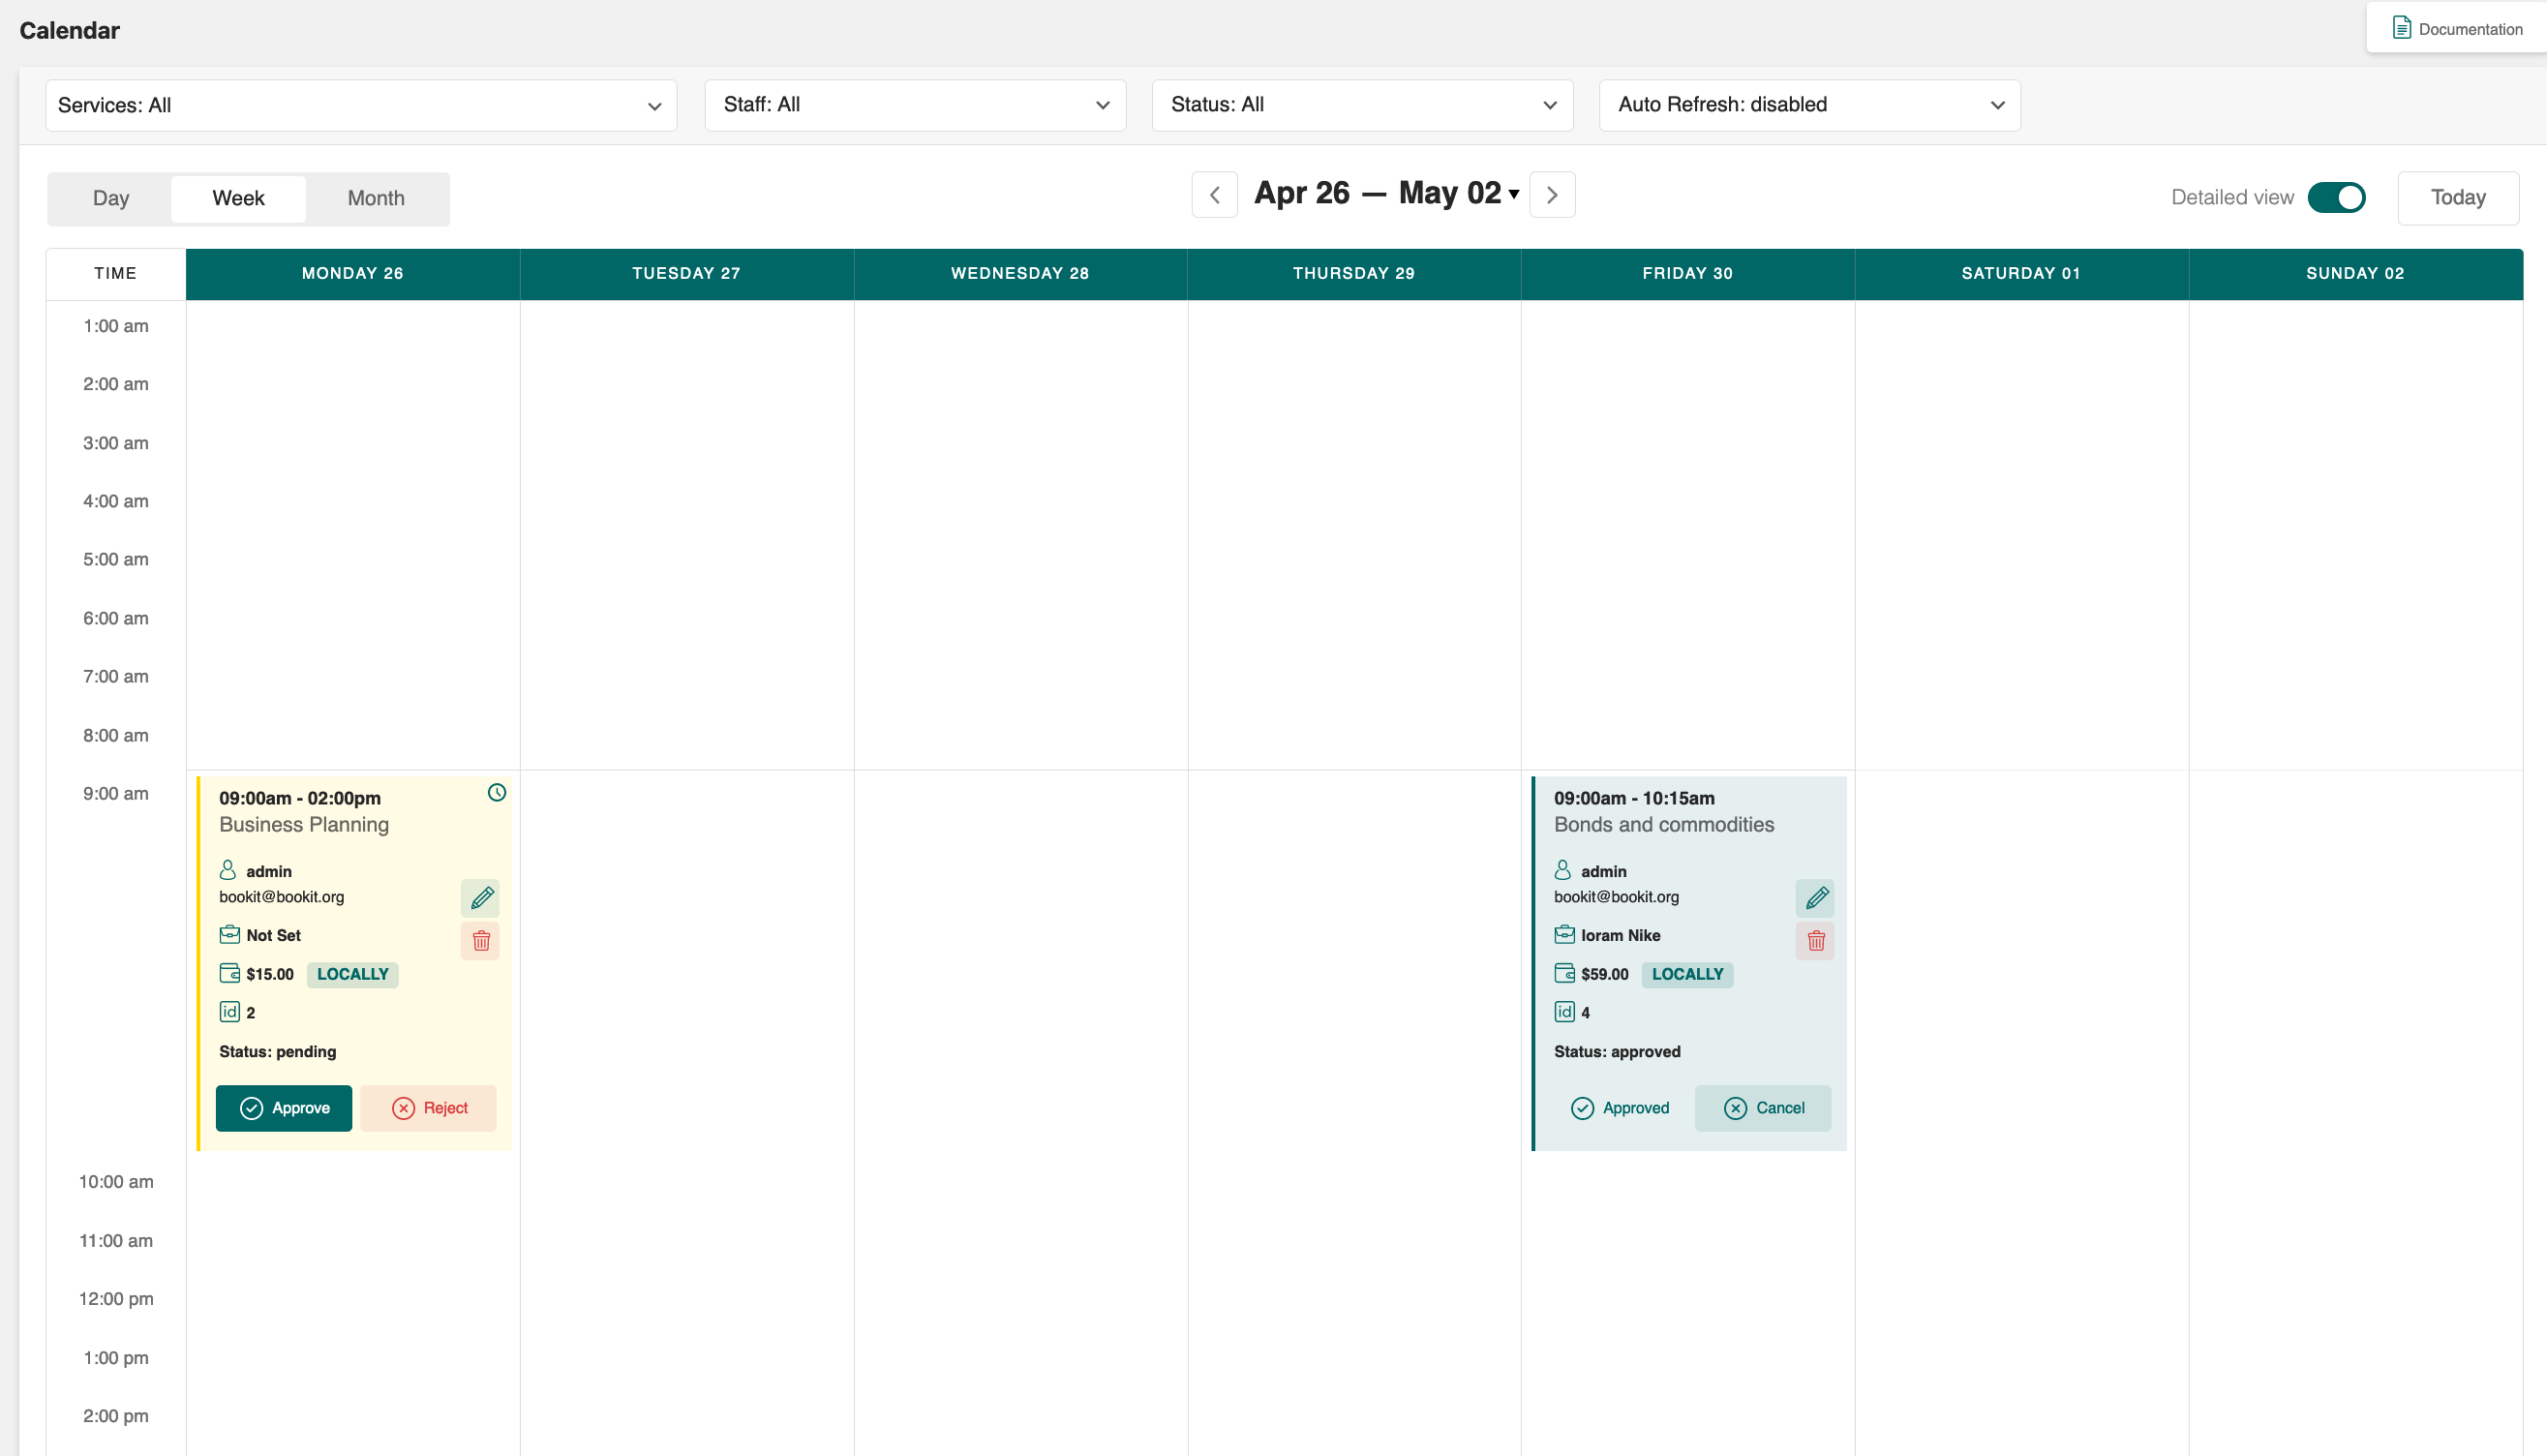 Calendar
Documentation
Services: All
Staff: All
Status: All
Auto Refresh: disabled
Day
Week
Month
Apr 26 — May 02
Detailed view
Today
TIME
MONDAY 26
TUESDAY 27
WEDNESDAY 28
THURSDAY 29
FRIDAY 30
SATURDAY 01
SUNDAY 02
1:00 am
2:00 am
3:00 am
4:00 am
5:00 am
6:00 am
7:00 am
8:00 am
9:00 am
09:00am - 02:00pm
Business Planning
admin
bookit@bookit.org
Not Set
$15.00 LOCALLY
id 2
Status: pending
Approve
Reject
09:00am - 10:15am
Bonds and commodities
admin
bookit@bookit.org
loram Nike
$59.00 LOCALLY
id 4
Status: approved
Approved
Cancel
10:00 am
11:00 am
12:00 pm
1:00 pm
2:00 pm